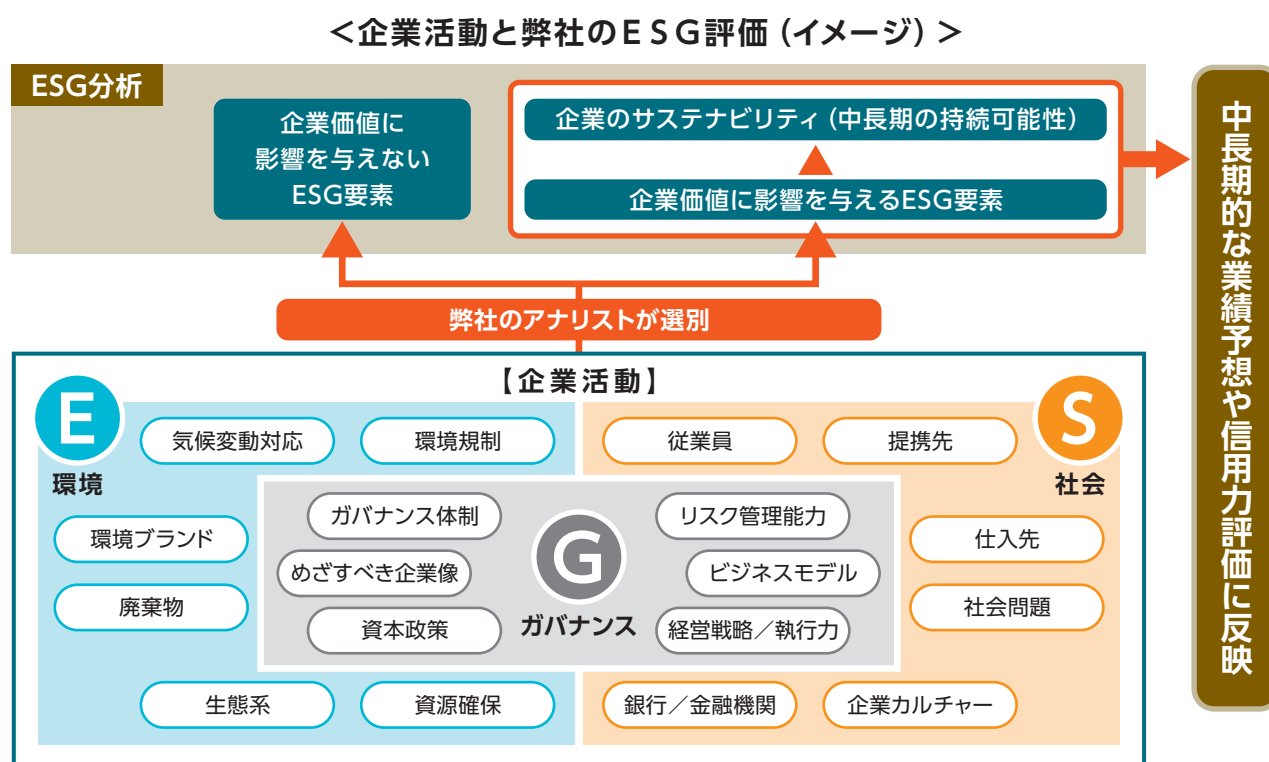 ＜企業活動と弊社のＥＳＧ評価（イメージ）＞
ESG分析
企業価値に
影響を与えない
ESG要素
企業のサステナビリティ（中長期の持続可能性）
企業価値に影響を与えるESG要素
中長期的な業績予想や信用力評価に反映
弊社のアナリストが選別
【企業活動】
E
環境
気候変動対応
環境規制
環境ブランド
廃棄物
生態系
資源確保
G
ガバナンス
ガバナンス体制
めざすべき企業像
資本政策
リスク管理能力
ビジネスモデル
経営戦略／執行力
S
社会
従業員
提携先
仕入先
社会問題
銀行／金融機関
企業カルチャー